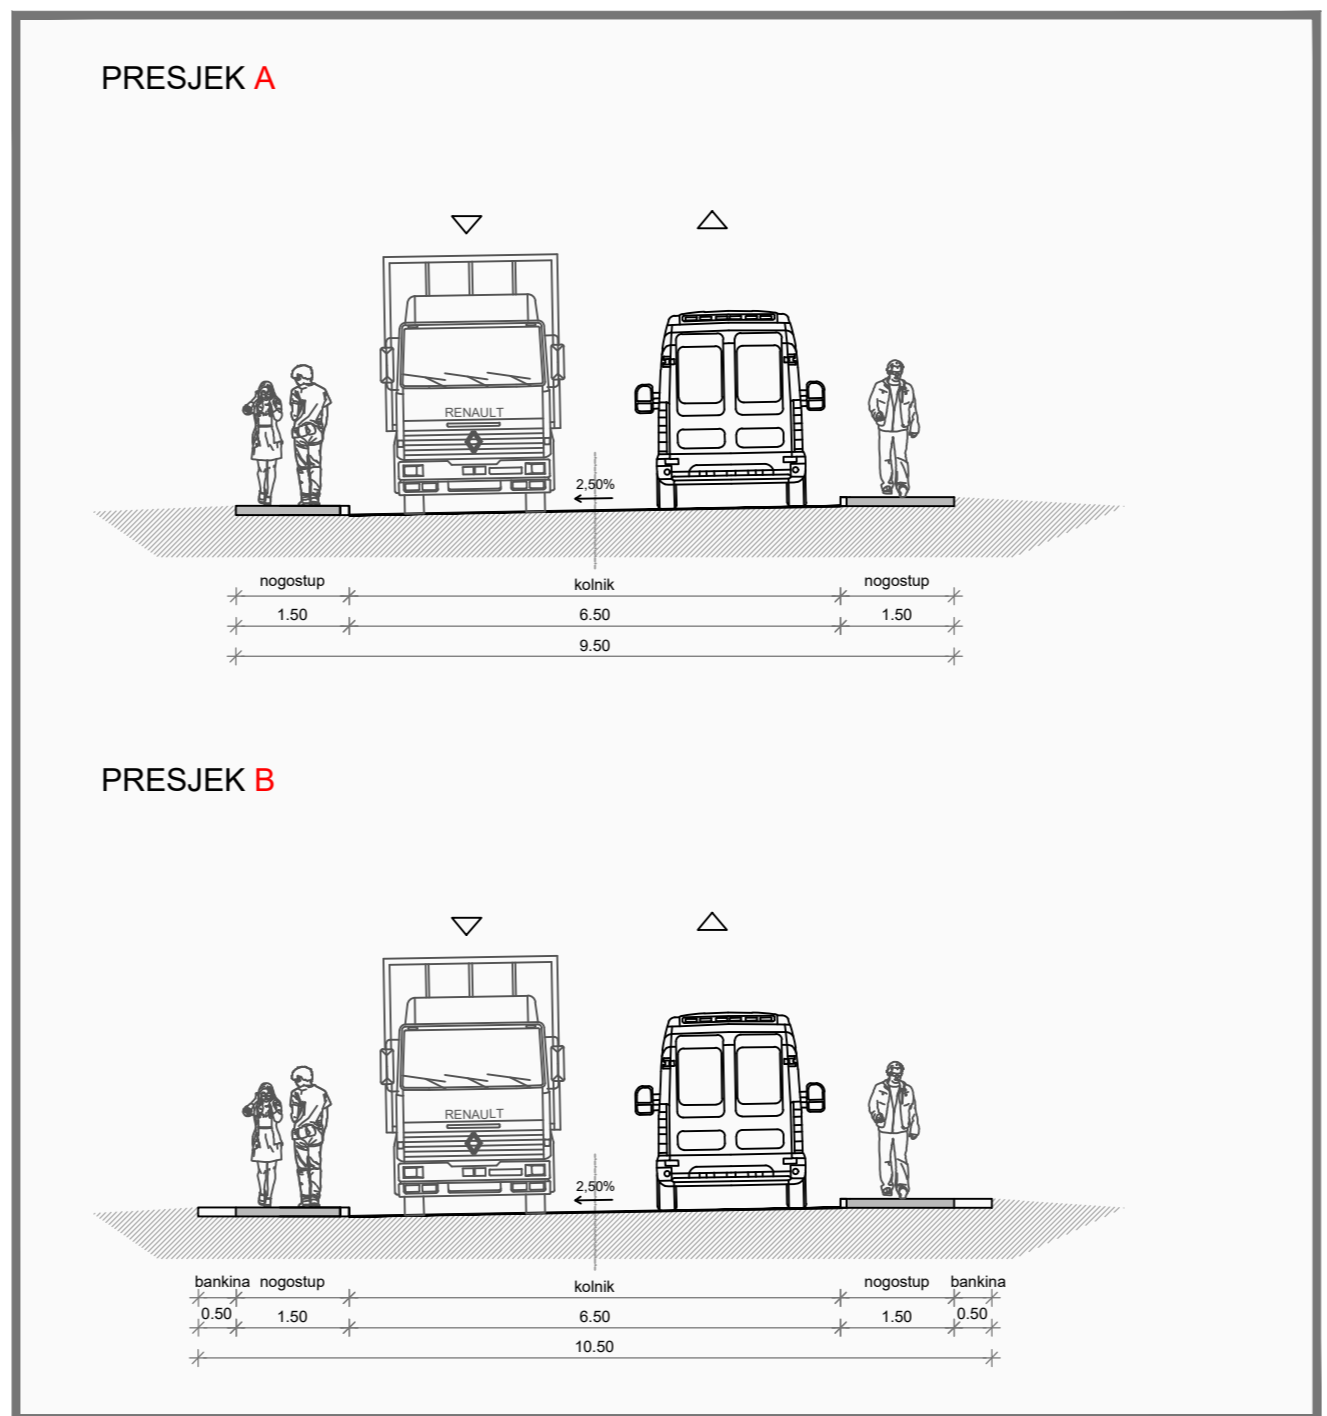 PRESJEK A
RENAULT
2,50%
nogostup kolnik nogostup
1.50 6.50 1.50
9.50
PRESJEK B
RENAULT
2,50%
bankina nogostup kolnik nogostup bankina
0.50 1.50 6.50 1.50 0.50
10.50